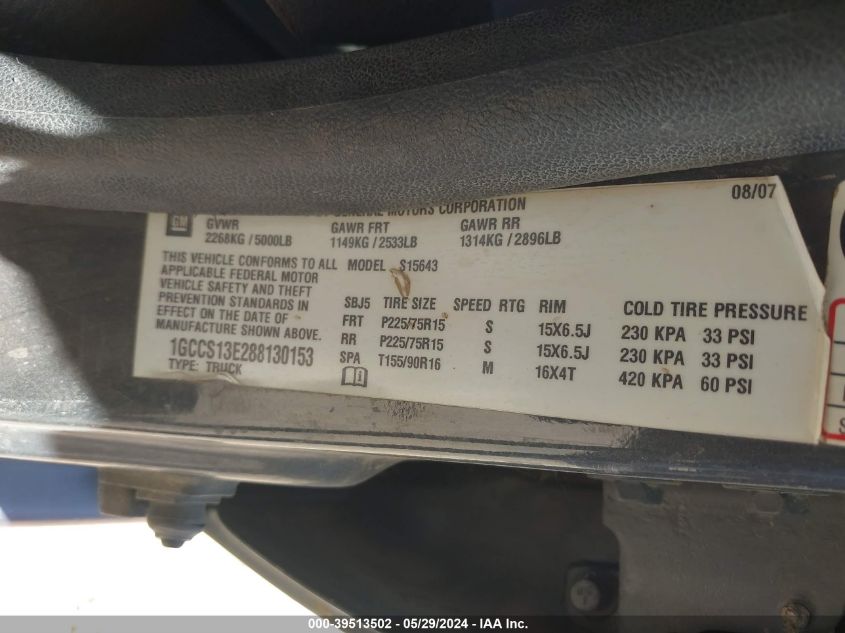 08/07
GENERAL MOTORS CORPORATION
GM
GVWR GAWR FRT GAWR RR
2268KG / 5000LB 1149KG / 2533LB 1314KG / 2896LB
THIS VEHICLE CONFORMS TO ALL
APPLICABLE FEDERAL MOTOR
VEHICLE SAFETY AND THEFT
PREVENTION STANDARDS IN
EFFECT ON THE DATE OF
MANUFACTURE SHOWN ABOVE.
1GCCS13E288130153
TYPE: TRUCK
MODEL S15643
SBJ5 TIRE SIZE SPEED RTG RIM COLD TIRE PRESSURE
FRT P225/75R15 S 15X6.5J 230 KPA 33 PSI
RR P225/75R15 S 15X6.5J 230 KPA 33 PSI
SPA T155/90R16 M 16X4T 420 KPA 60 PSI
000-39513502 - 05/29/2024 - IAA Inc.